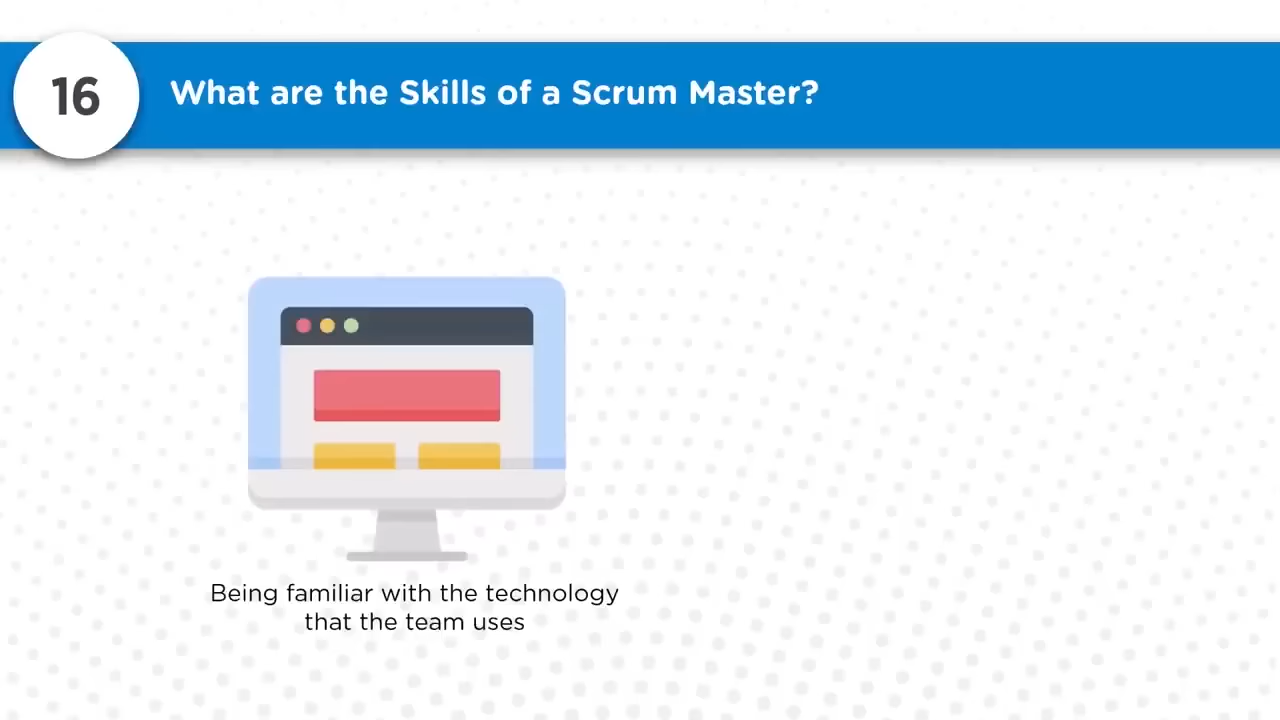 16
What are the Skills of a Scrum Master?
Being familiar with the technology
that the team uses